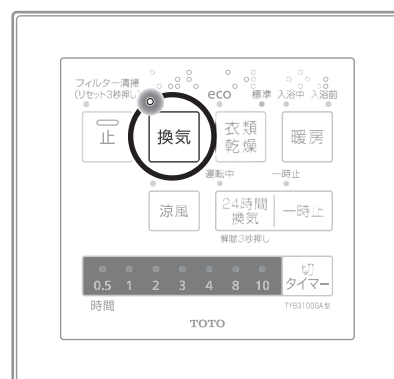 フィルター清掃
(リセット3秒押し)
eco 標準 入浴中 入浴前
止 換気 衣類乾燥 暖房
運転中 一時止
涼風 24時間換気 一時止
解除3秒押し
0.5 1 2 3 4 8 10 切タイマー
時間 TYB3100GA型
TOTO